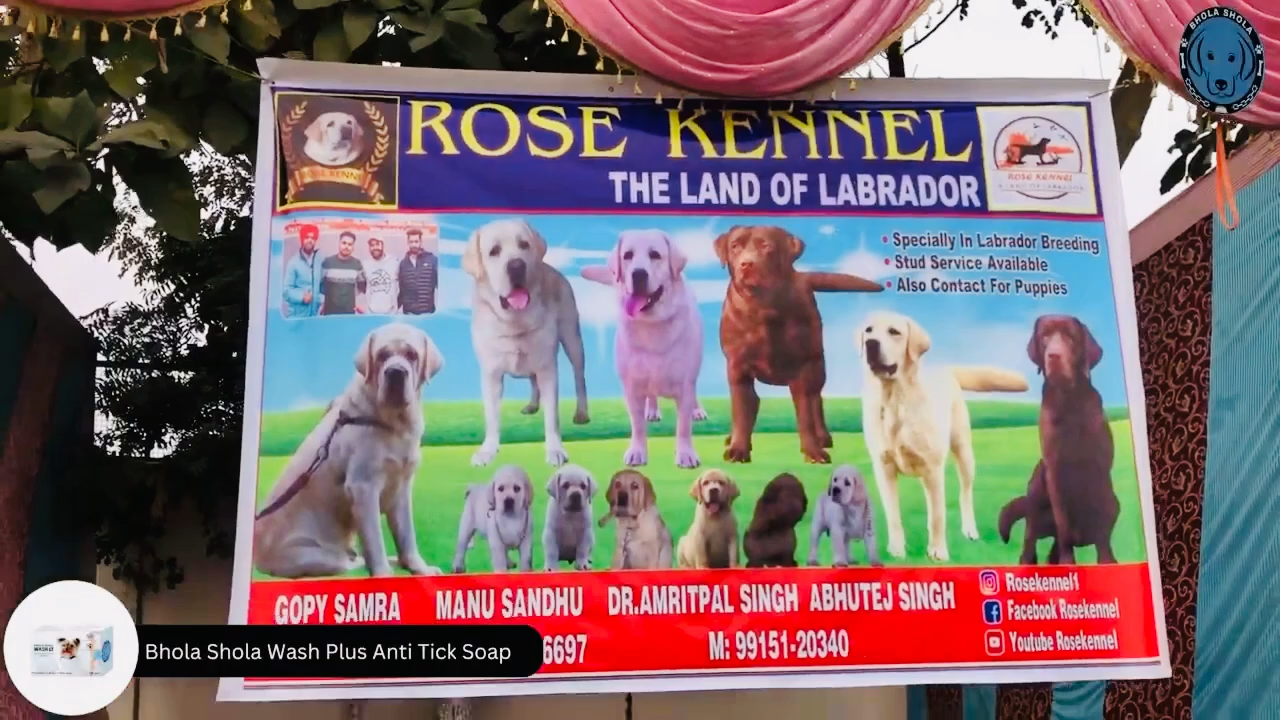 BHOLA SHOLA
ROSE KENNEL
THE LAND OF LABRADOR
ROSE KENNEL
• Specially In Labrador Breeding
• Stud Service Available
• Also Contact For Puppies
GOPY SAMRA MANU SANDHU DR.AMRITPAL SINGH ABHUTEJ SINGH
6697 M: 99151-20340
Rosekennel1
Facebook Rosekennel
Youtube Rosekennel
Bhola Shola Wash Plus Anti Tick Soap